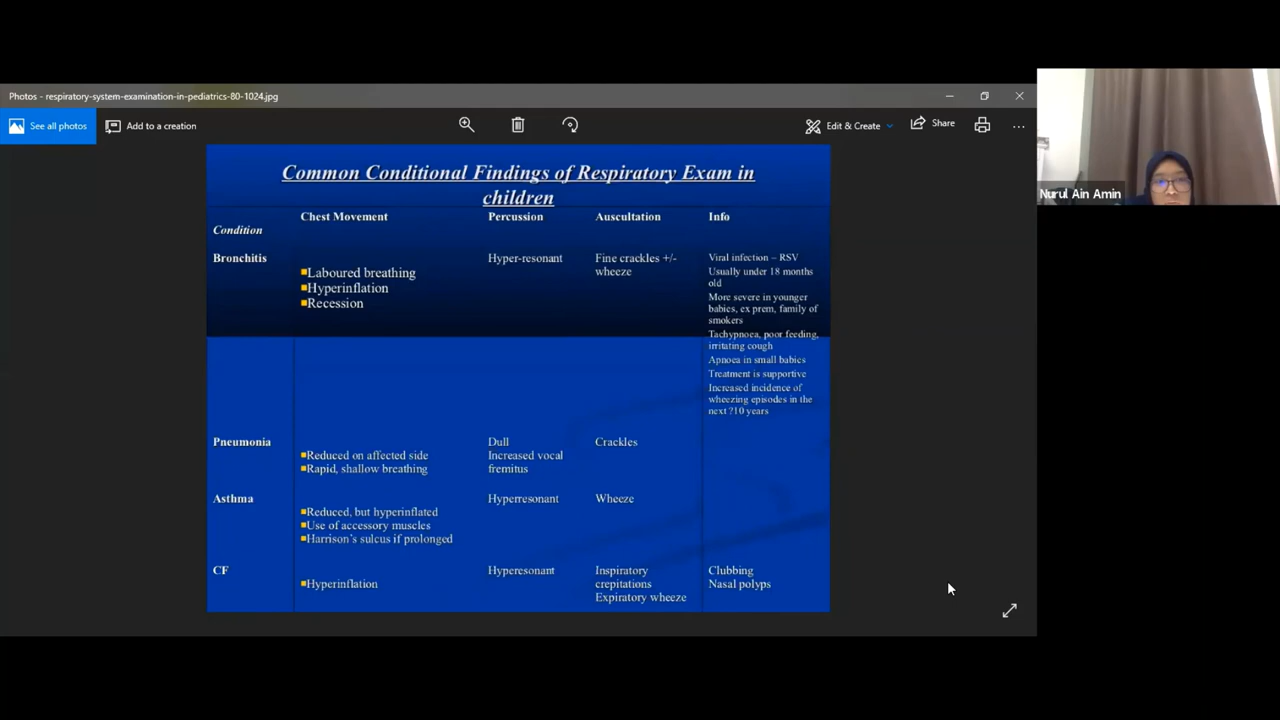 Photos - respiratory-system-examination-in-pediatrics-80-1024.jpg
See all photos
Add to a creation
Edit & Create
Share
Nurul Ain Amin
Common Conditional Findings of Respiratory Exam in
children
Condition
Chest Movement
Percussion
Auscultation
Info
Bronchitis
Laboured breathing
Hyperinflation
Recession
Hyper-resonant
Fine crackles +/-
wheeze
Viral infection – RSV
Usually under 18 months
old
More severe in younger
babies, ex prem, family of
smokers
Tachypnoea, poor feeding,
irritating cough
Apnoea in small babies
Treatment is supportive
Increased incidence of
wheezing episodes in the
next ?10 years
Pneumonia
Reduced on affected side
Rapid, shallow breathing
Dull
Increased vocal
fremitus
Crackles
Asthma
Reduced, but hyperinflated
Use of accessory muscles
Harrison's sulcus if prolonged
Hyperresonant
Wheeze
CF
Hyperinflation
Hyperesonant
Inspiratory
crepitations
Expiratory wheeze
Clubbing
Nasal polyps